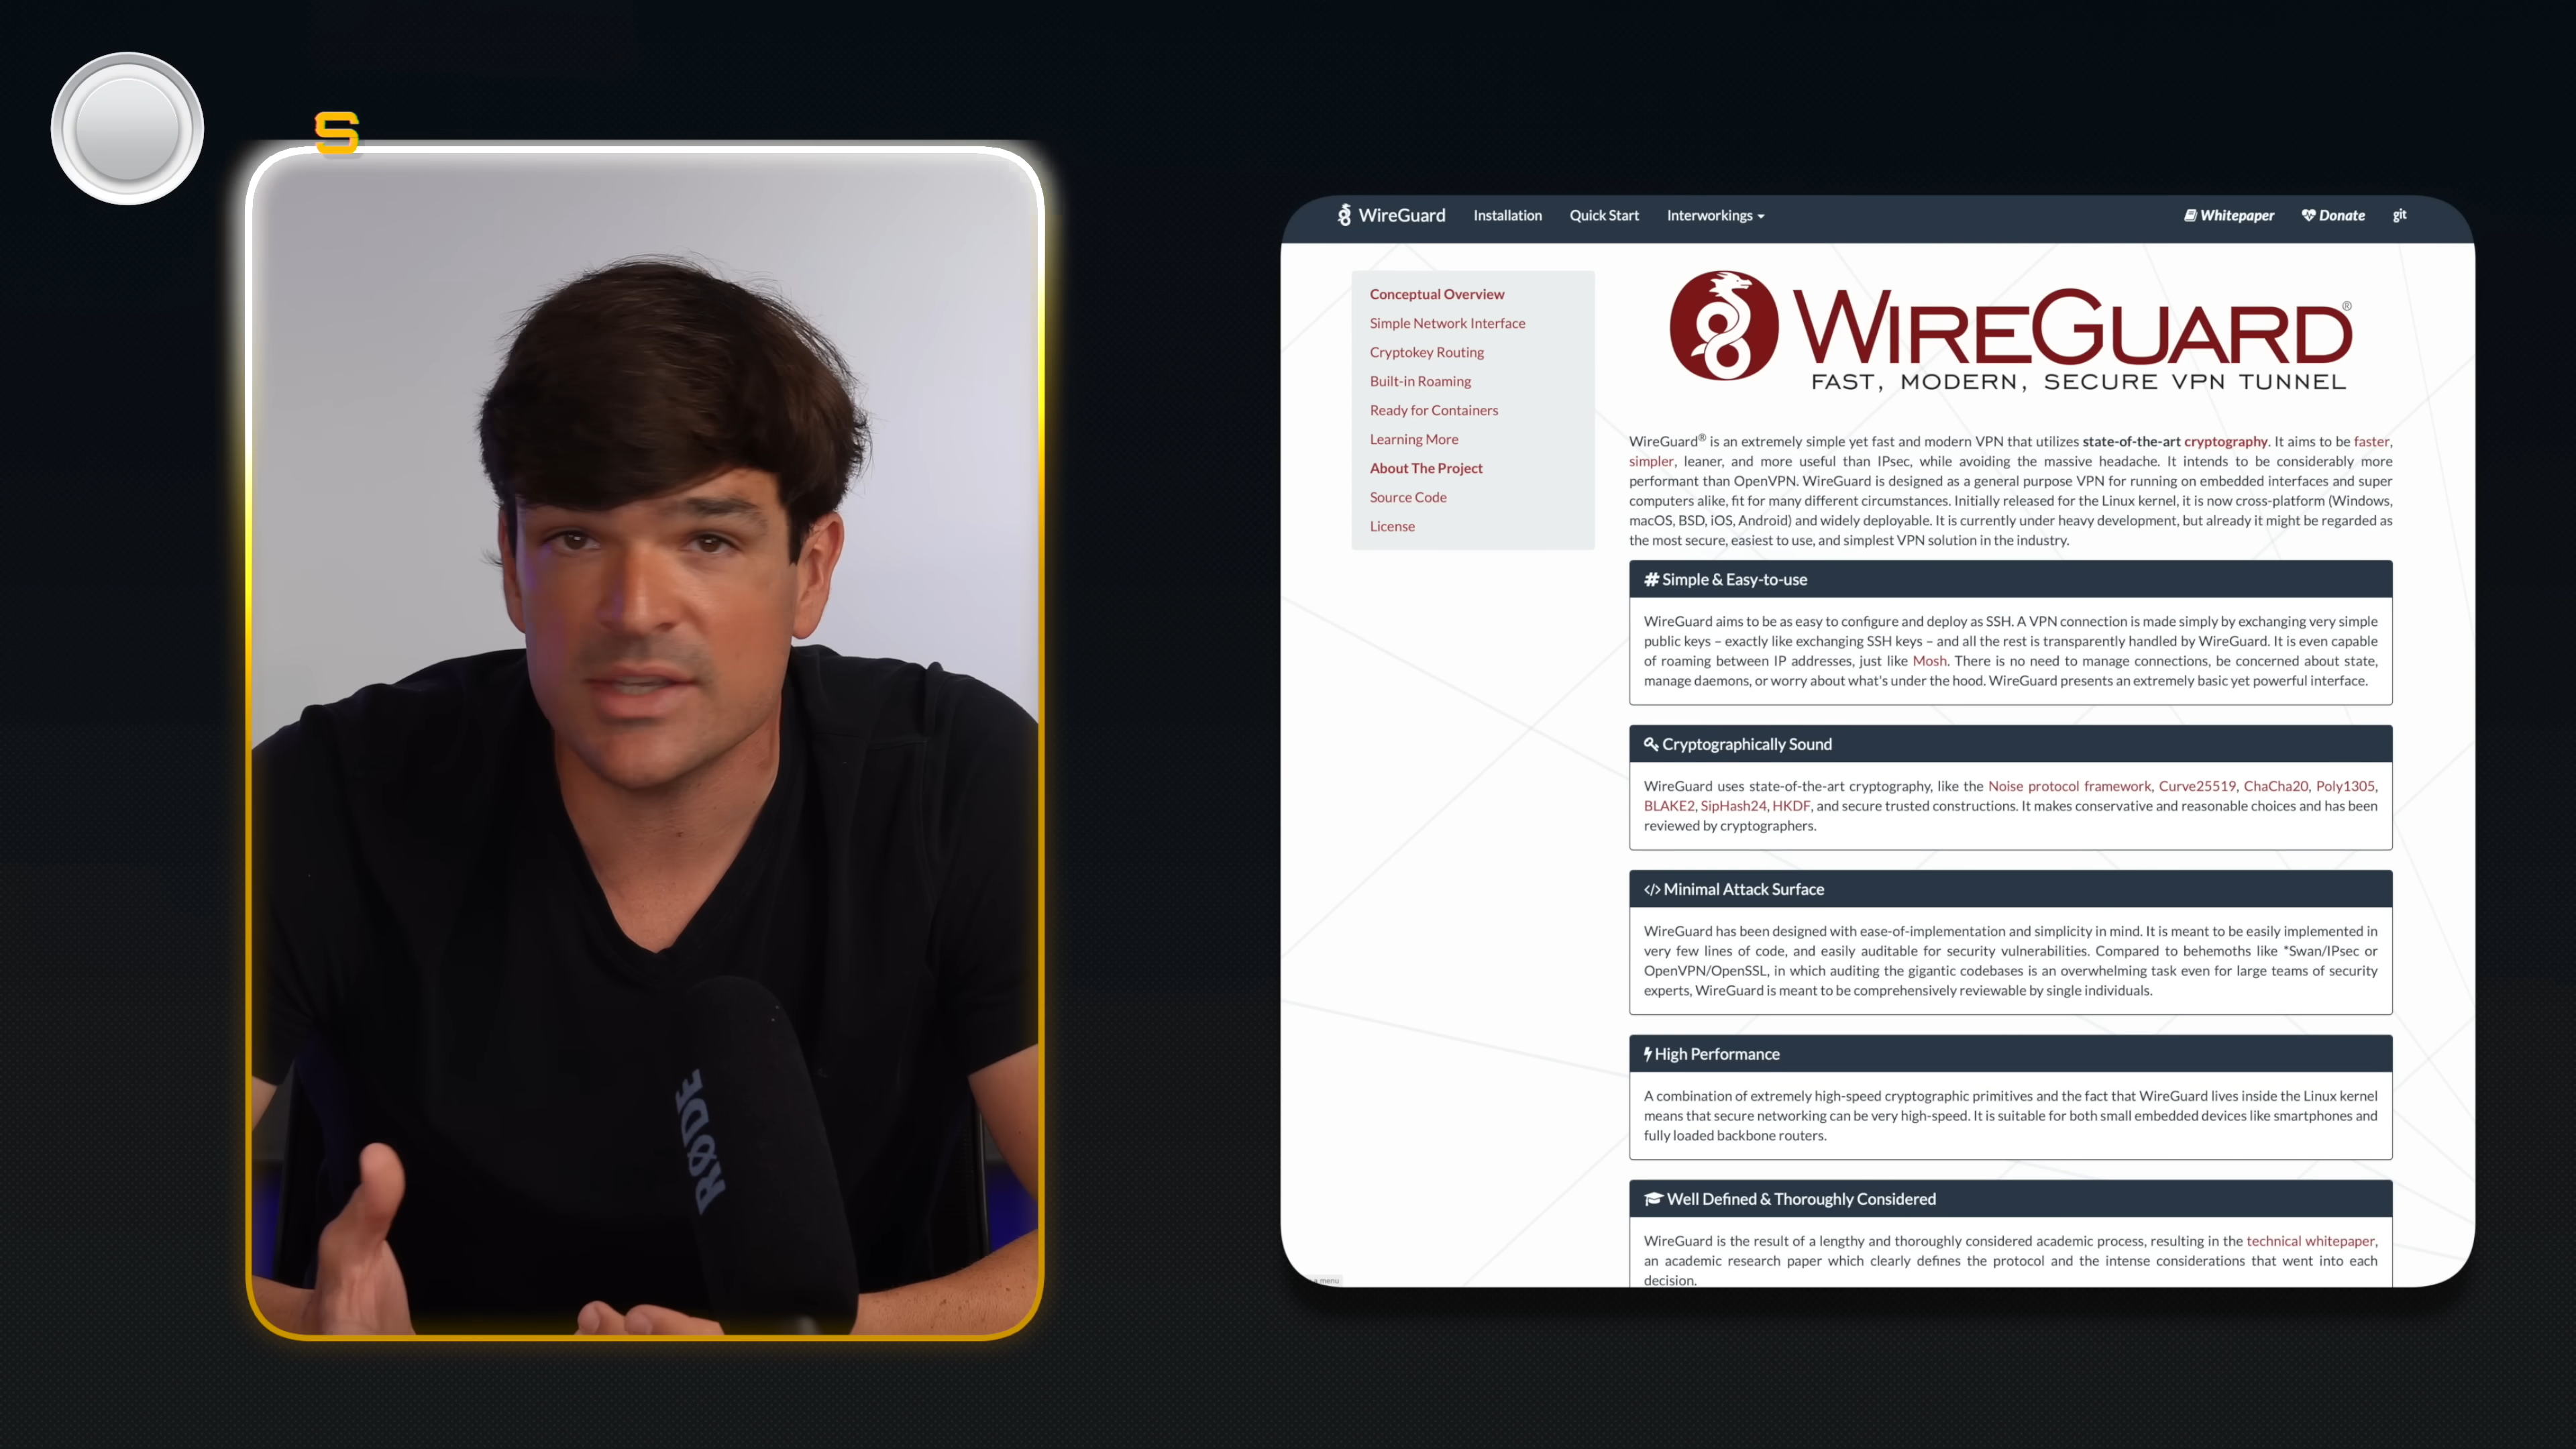 S
WireGuard Installation Quick Start Interworkings Whitepaper Donate git
Conceptual Overview
Simple Network Interface
Cryptokey Routing
Built-in Roaming
Ready for Containers
Learning More
About The Project
Source Code
License
WIREGUARD®
FAST, MODERN, SECURE VPN TUNNEL
WireGuard® is an extremely simple yet fast and modern VPN that utilizes state-of-the-art cryptography. It aims to be faster,
simpler, leaner, and more useful than IPsec, while avoiding the massive headache. It intends to be considerably more
performant than OpenVPN. WireGuard is designed as a general purpose VPN for running on embedded interfaces and super
computers alike, fit for many different circumstances. Initially released for the Linux kernel, it is now cross-platform (Windows,
macOS, BSD, iOS, Android) and widely deployable. It is currently under heavy development, but already it might be regarded as
the most secure, easiest to use, and simplest VPN solution in the industry.
# Simple & Easy-to-use
WireGuard aims to be as easy to configure and deploy as SSH. A VPN connection is made simply by exchanging very simple
public keys – exactly like exchanging SSH keys – and all the rest is transparently handled by WireGuard. It is even capable
of roaming between IP addresses, just like Mosh. There is no need to manage connections, be concerned about state,
manage daemons, or worry about what's under the hood. WireGuard presents an extremely basic yet powerful interface.
Cryptographically Sound
WireGuard uses state-of-the-art cryptography, like the Noise protocol framework, Curve25519, ChaCha20, Poly1305,
BLAKE2, SipHash24, HKDF, and secure trusted constructions. It makes conservative and reasonable choices and has been
reviewed by cryptographers.
</> Minimal Attack Surface
WireGuard has been designed with ease-of-implementation and simplicity in mind. It is meant to be easily implemented in
very few lines of code, and easily auditable for security vulnerabilities. Compared to behemoths like *Swan/IPsec or
OpenVPN/OpenSSL, in which auditing the gigantic codebases is an overwhelming task even for large teams of security
experts, WireGuard is meant to be comprehensively reviewable by single individuals.
High Performance
A combination of extremely high-speed cryptographic primitives and the fact that WireGuard lives inside the Linux kernel
means that secure networking can be very high-speed. It is suitable for both small embedded devices like smartphones and
fully loaded backbone routers.
Well Defined & Thoroughly Considered
WireGuard is the result of a lengthy and thoroughly considered academic process, resulting in the technical whitepaper,
an academic research paper which clearly defines the protocol and the intense considerations that went into each
decision.
a menu
RØDE